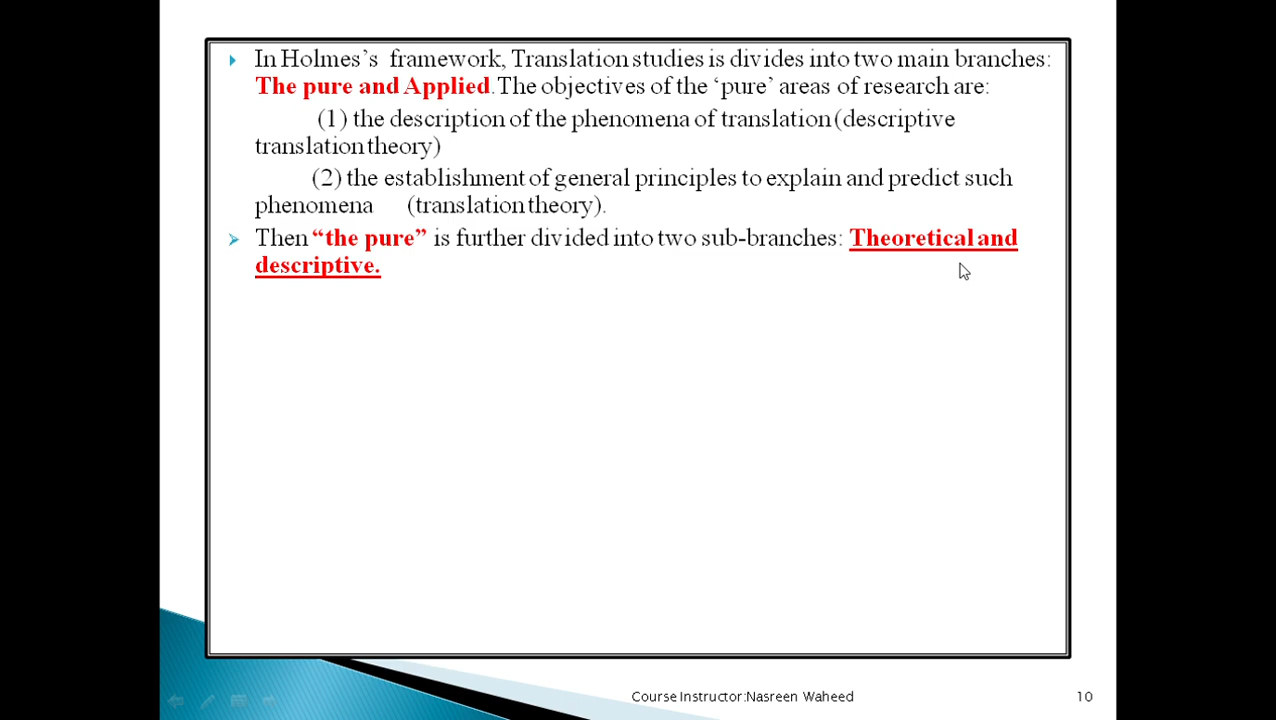 In Holmes's framework, Translation studies is divides into two main branches:
The pure and Applied.The objectives of the ‘pure’ areas of research are:
(1) the description of the phenomena of translation (descriptive
translation theory)
(2) the establishment of general principles to explain and predict such
phenomena (translation theory).
Then “the pure” is further divided into two sub-branches: Theoretical and
descriptive.
Course Instructor:Nasreen Waheed
10